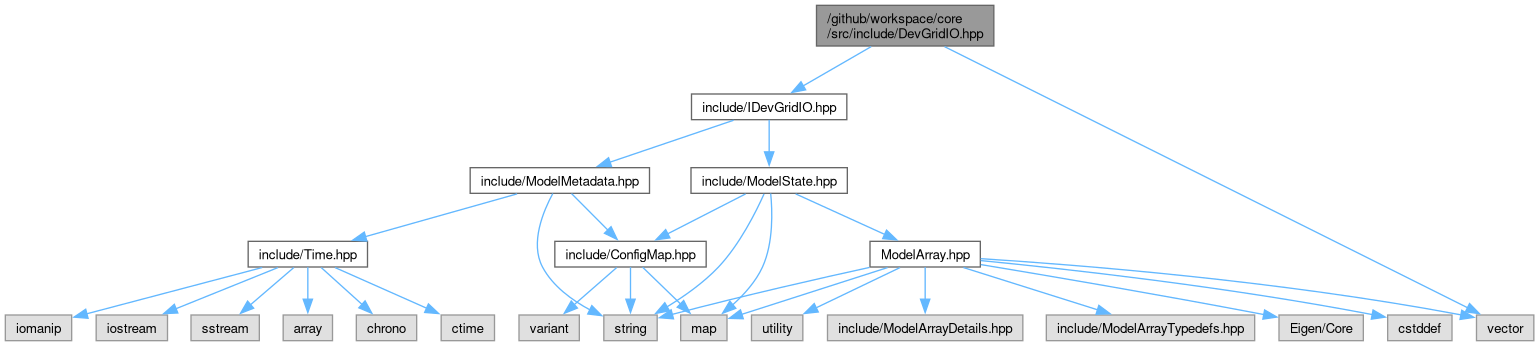 /github/workspace/core
/src/include/DevGridIO.hpp
include/IDevGridIO.hpp
include/ModelMetadata.hpp
include/ModelState.hpp
include/Time.hpp
include/ConfigMap.hpp
ModelArray.hpp
iomanip
iostream
sstream
array
chrono
ctime
variant
string
map
utility
include/ModelArrayDetails.hpp
include/ModelArrayTypedefs.hpp
Eigen/Core
cstddef
vector